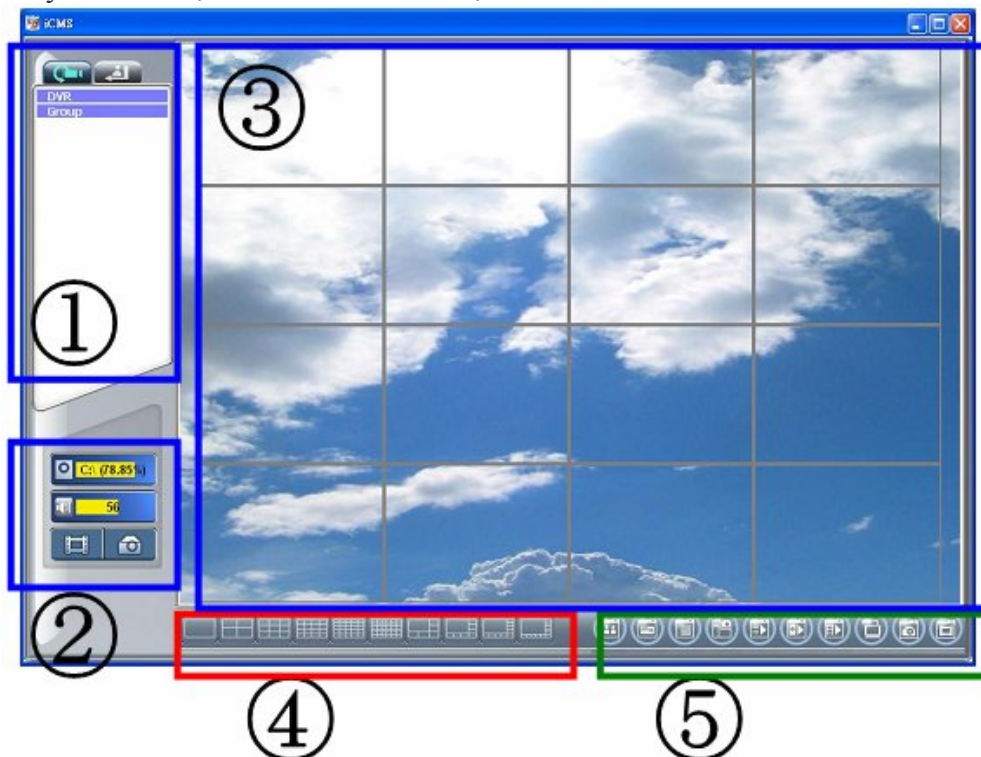 iCMS
①
③
DVR
Group
②
C:\ (78.85%)
56
④
⑤